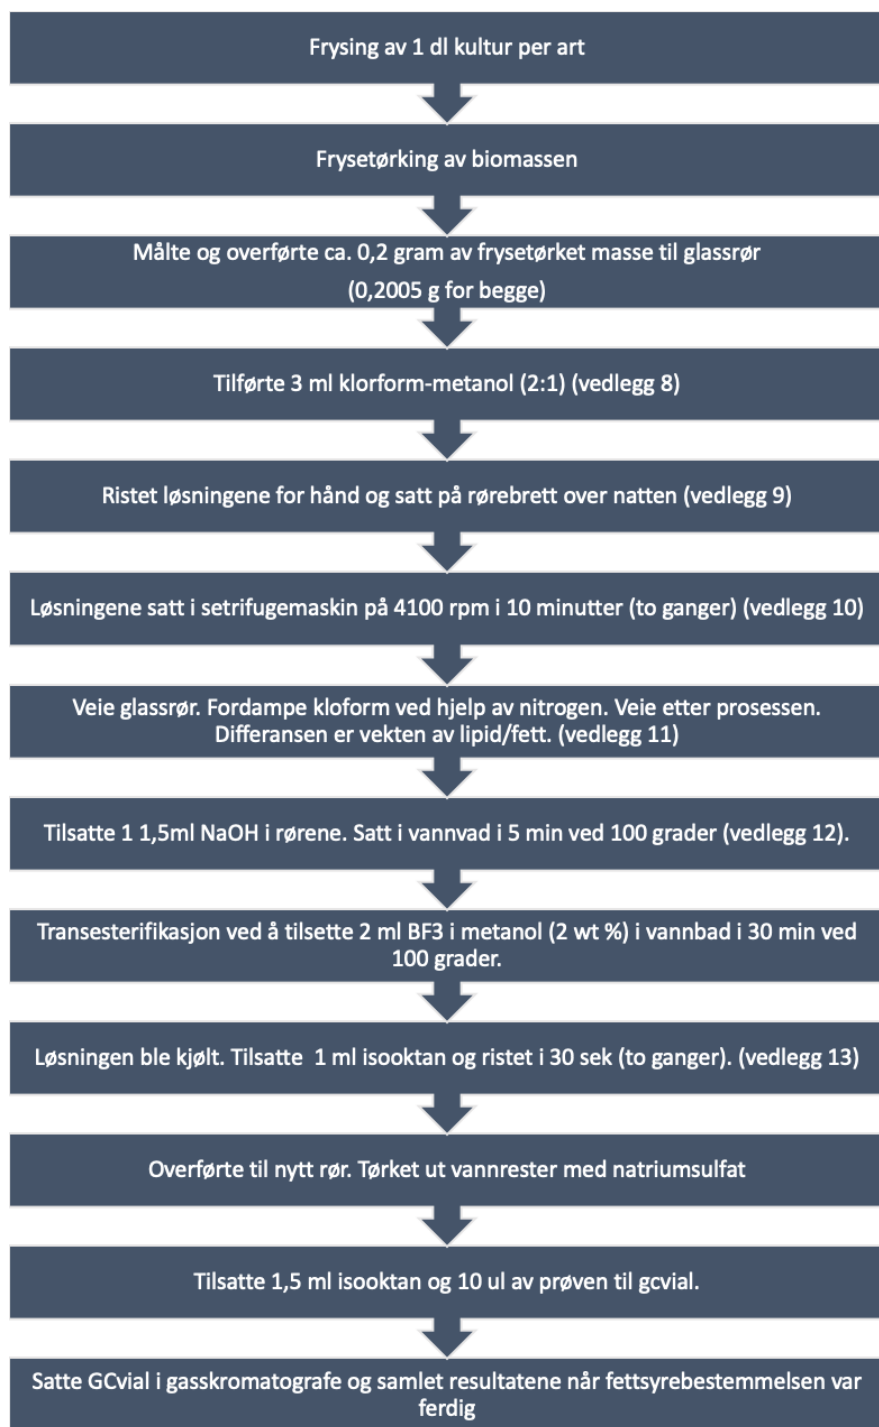 Frysing av 1 dl kultur per art
Frysetørking av biomassen
Målte og overførte ca. 0,2 gram av frysetørket masse til glassrør
(0,2005 g for begge)
Tilførte 3 ml klorform-metanol (2:1) (vedlegg 8)
Ristet løsningene for hånd og satt på rørebrett over natten (vedlegg 9)
Løsningene satt i setrifugemaskin på 4100 rpm i 10 minutter (to ganger) (vedlegg 10)
Veie glassrør. Fordampe kloform ved hjelp av nitrogen. Veie etter prosessen.
Differansen er vekten av lipid/fett. (vedlegg 11)
Tilsatte 1 1,5ml NaOH i rørene. Satt i vannvad i 5 min ved 100 grader (vedlegg 12).
Transesterifikasjon ved å tilsette 2 ml BF3 i metanol (2 wt %) i vannbad i 30 min ved
100 grader.
Løsningen ble kjølt. Tilsatte  1 ml isooktan og ristet i 30 sek (to ganger). (vedlegg 13)
Overførte til nytt rør. Tørket ut vannrester med natriumsulfat
Tilsatte 1,5 ml isooktan og 10 ul av prøven til gcvial.
Satte GCvial i gasskromatografe og samlet resultatene når fettsyrebestemmelsen var
ferdig